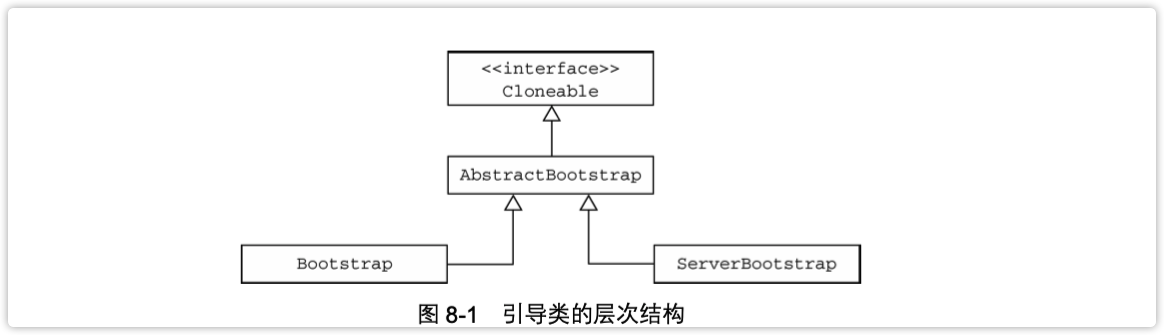 <<interface>>
Cloneable
AbstractBootstrap
Bootstrap
ServerBootstrap
图 8-1 引导类的层次结构